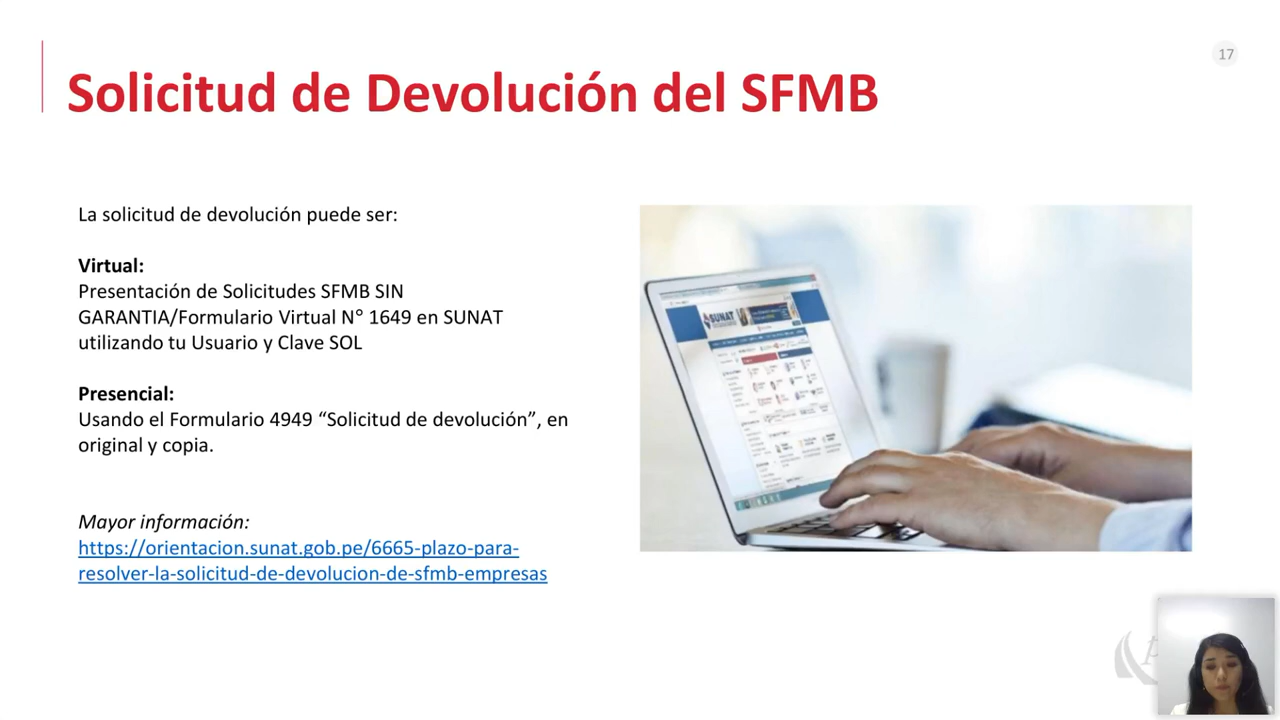 17
Solicitud de Devolución del SFMB
La solicitud de devolución puede ser:
Virtual:
Presentación de Solicitudes SFMB SIN
GARANTIA/Formulario Virtual N° 1649 en SUNAT
utilizando tu Usuario y Clave SOL
Presencial:
Usando el Formulario 4949 “Solicitud de devolución”, en
original y copia.
Mayor información:
https://orientacion.sunat.gob.pe/6665-plazo-para-
resolver-la-solicitud-de-devolucion-de-sfmb-empresas
SUNAT